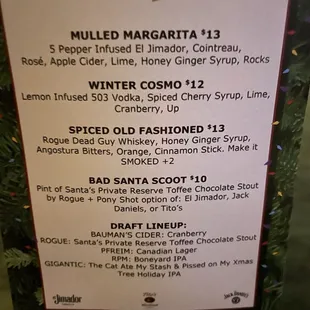 MULLED MARGARITA $13
5 Pepper Infused El Jimador, Cointreau,
Rosé, Apple Cider, Lime, Honey Ginger Syrup, Rocks
WINTER COSMO $12
Lemon Infused 503 Vodka, Spiced Cherry Syrup, Lime,
Cranberry, Up
SPICED OLD FASHIONED $13
Rogue Dead Guy Whiskey, Honey Ginger Syrup,
Angostura Bitters, Orange, Cinnamon Stick. Make it
SMOKED +2
BAD SANTA SCOOT $10
Pint of Santa's Private Reserve Toffee Chocolate Stout
by Rogue + Pony Shot option of: El Jimador, Jack
Daniels, or Tito's
DRAFT LINEUP:
BAUMAN'S CIDER: Cranberry
ROGUE: Santa's Private Reserve Toffee Chocolate Stout
PFREIM: Canadian Lager
RPM: Boneyard IPA
GIGANTIC: The Cat Ate My Stash & Pissed on My Xmas
Tree Holiday IPA
el Jimador